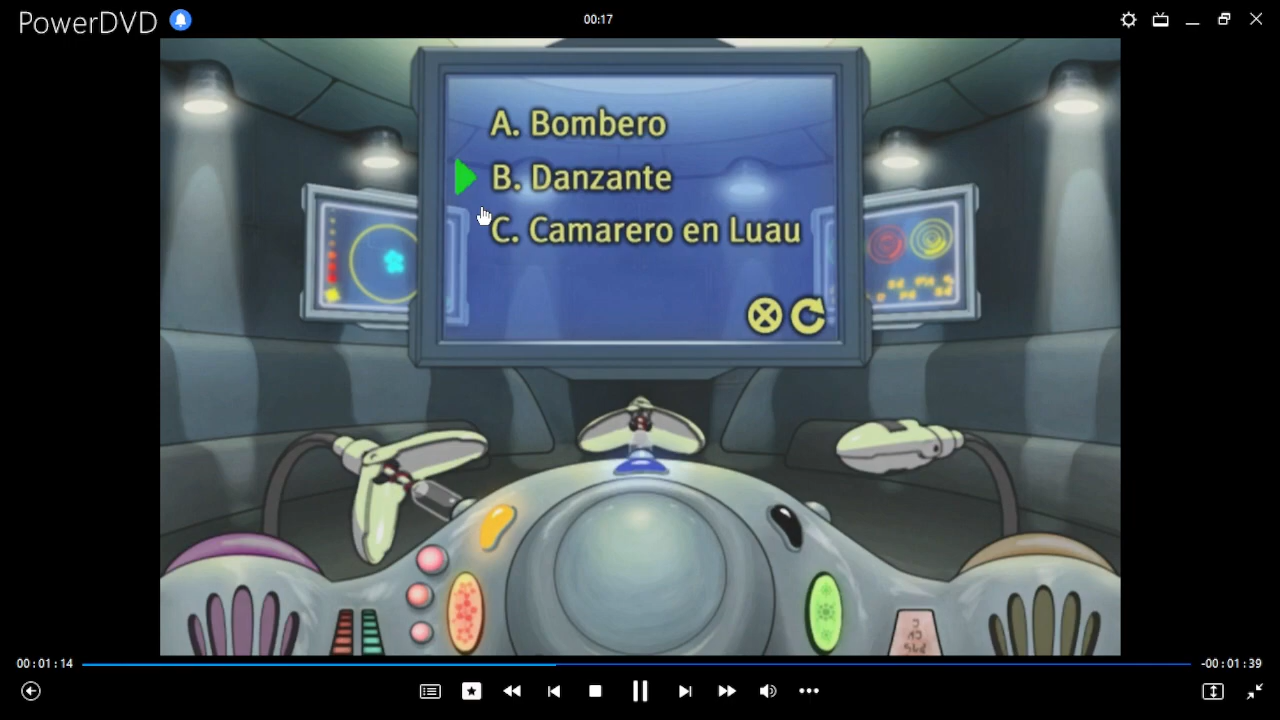 PowerDVD
00:17
A. Bombero
B. Danzante
C. Camarero en Luau
00:01:14
-00:01:39